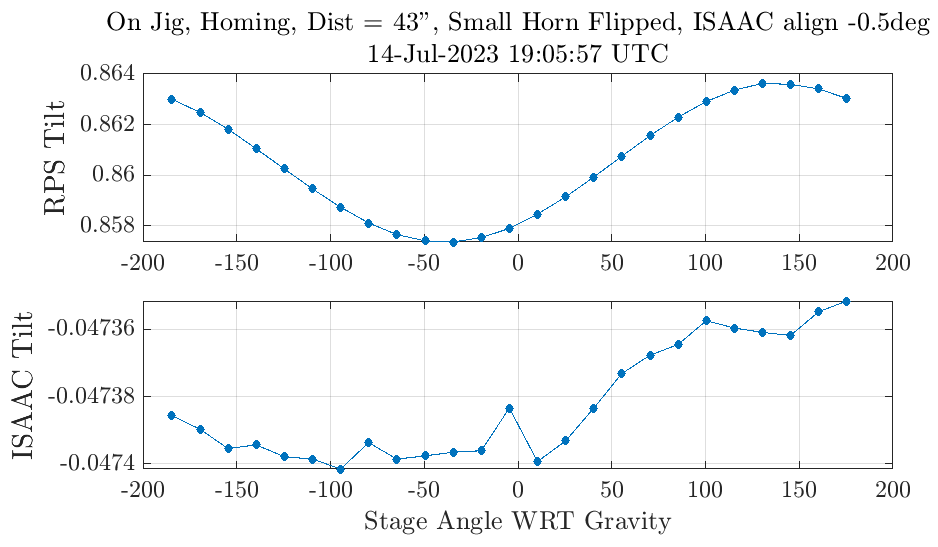 On Jig, Homing, Dist = 43", Small Horn Flipped, ISAAC align -0.5deg
14-Jul-2023 19:05:57 UTC
RPS Tilt
0.864
0.862
0.86
0.858
-200 -150 -100 -50 0 50 100 150 200
ISAAC Tilt
-0.04736
-0.04738
-0.0474
-200 -150 -100 -50 0 50 100 150 200
Stage Angle WRT Gravity